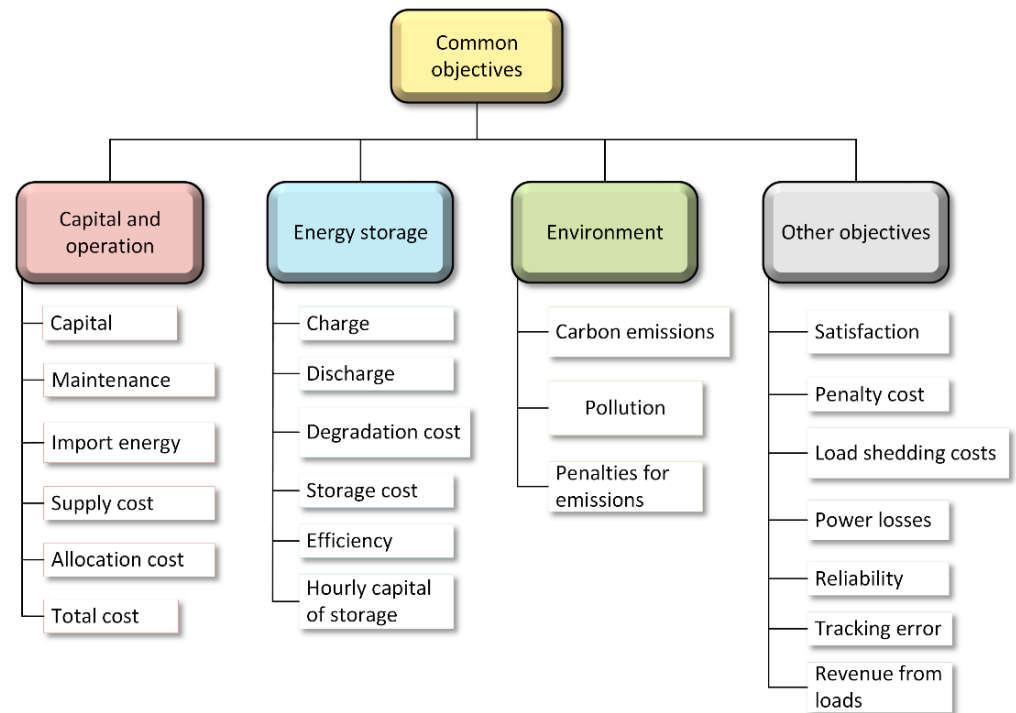 Common
objectives
Capital and
operation
Energy storage
Environment
Other objectives
Capital
Maintenance
Import energy
Supply cost
Allocation cost
Total cost
Charge
Discharge
Degradation cost
Storage cost
Efficiency
Hourly capital
of storage
Carbon emissions
Pollution
Penalties for
emissions
Satisfaction
Penalty cost
Load shedding costs
Power losses
Reliability
Tracking error
Revenue from
loads